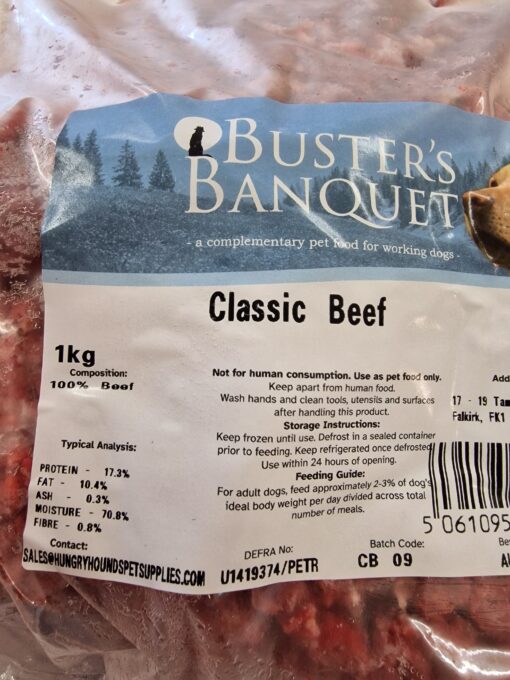 BUSTER'S
BANQUET
- a complementary pet food for working dogs -
Classic Beef
1kg
Composition:
100% Beef
Typical Analysis:
PROTEIN - 17.3%
FAT - 10.4%
ASH - 0.3%
MOISTURE - 70.8%
FIBRE - 0.8%
Contact:
SALES@HUNGRYHOUNDSPETSUPPLIES.COM
Not for human consumption. Use as pet food only.
Keep apart from human food.
Wash hands and clean tools, utensils and surfaces
after handling this product.
Storage Instructions:
Keep frozen until use. Defrost in a sealed container
prior to feeding. Keep refrigerated once defrosted
Use within 24 hours of opening.
Feeding Guide:
For adult dogs, feed approximately 2-3% of dog's
ideal body weight per day divided across total
number of meals.
DEFRA No:
U1419374/PETR
Batch Code:
CB 09
Add
17 - 19 Tam
Falkirk, FK1
5 061095